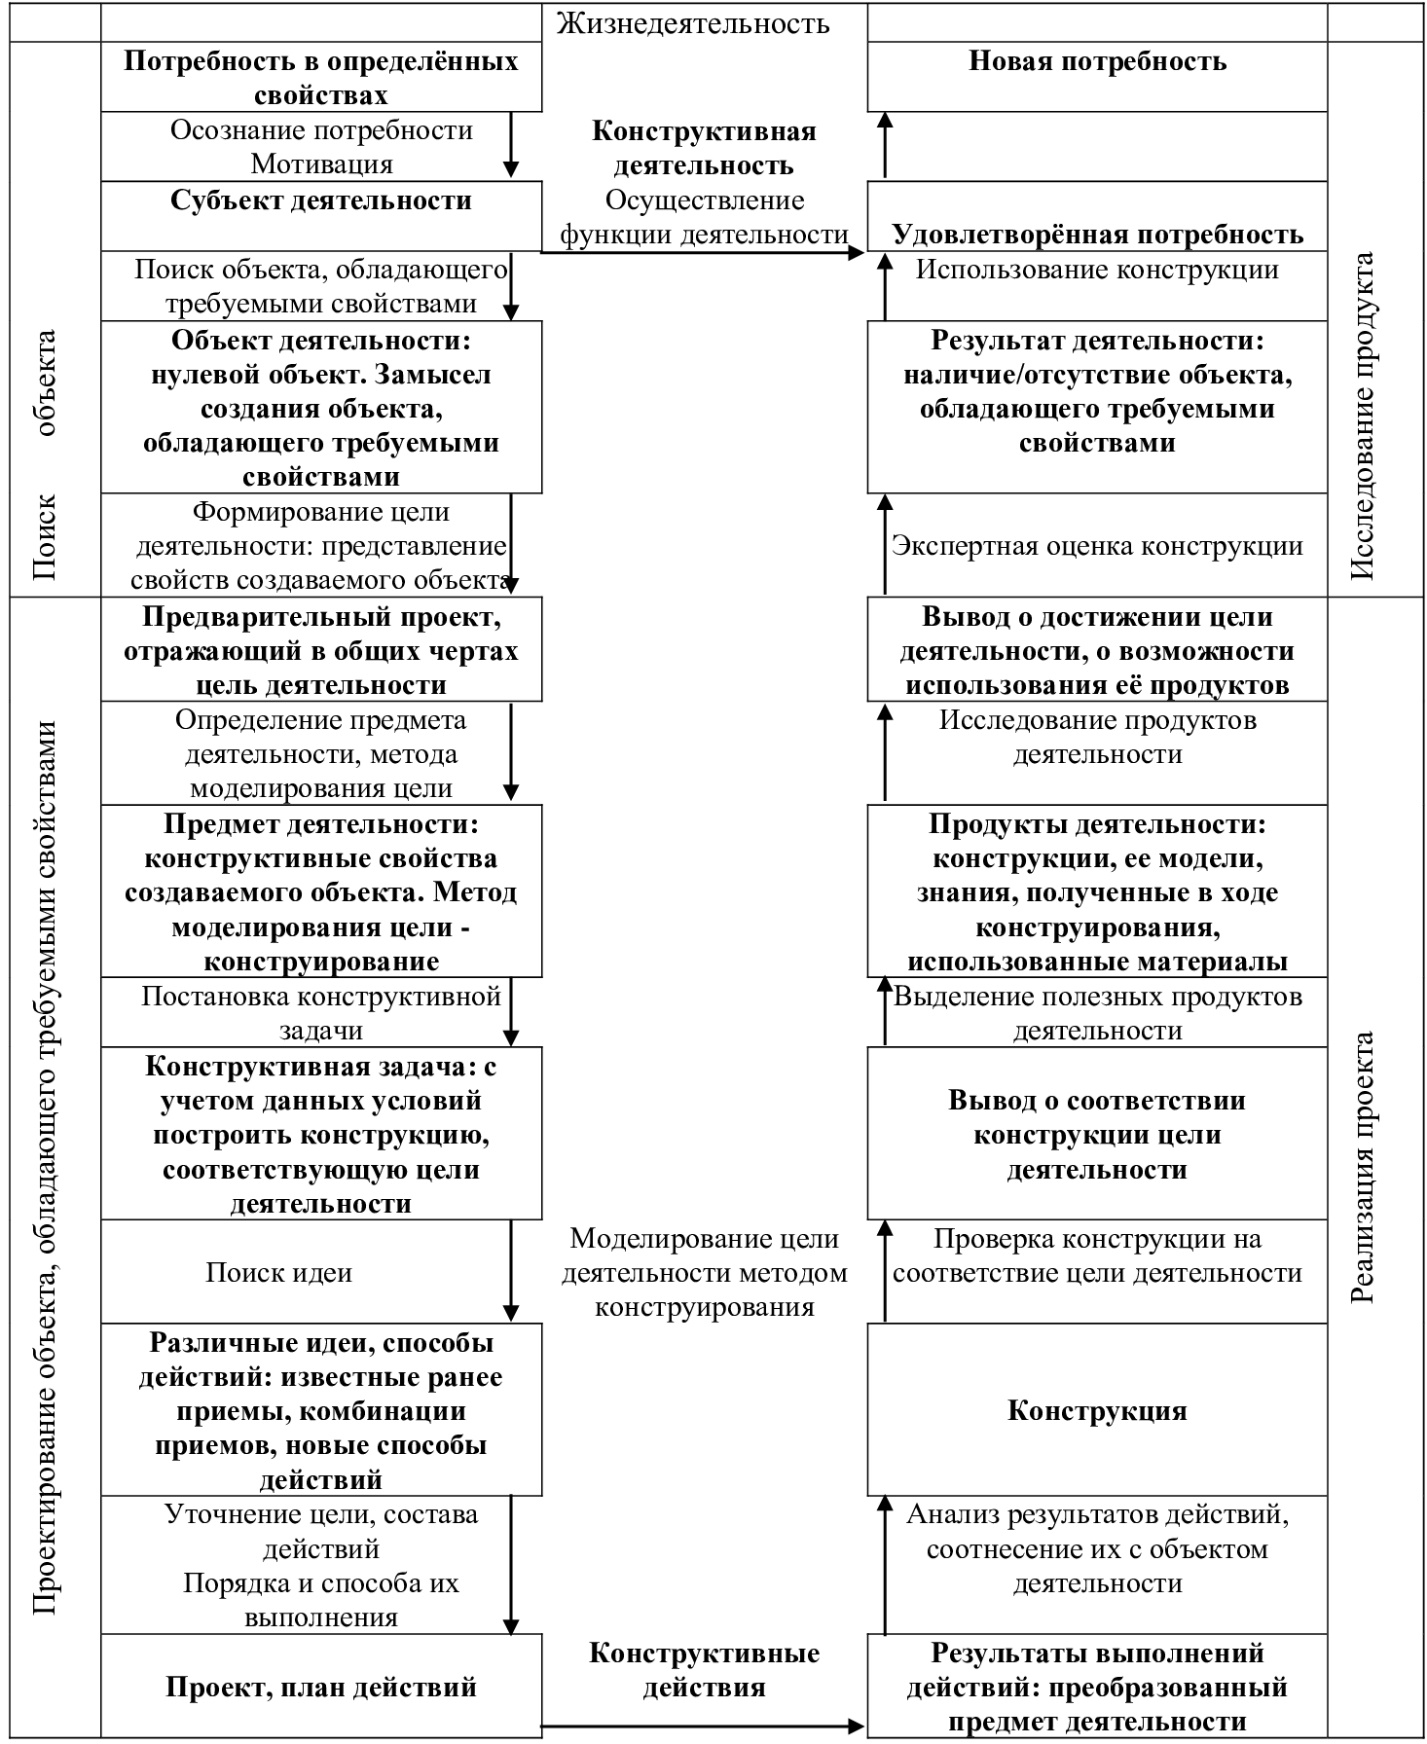 Жизнедеятельность
Потребность в определённых
свойствах
Осознание потребности
Мотивация
Субъект деятельности
Поиск объекта, обладающего
требуемыми свойствами
Объект деятельности:
нулевой объект. Замысел
создания объекта,
обладающего требуемыми
свойствами
Формирование цели
деятельности: представление
свойств создаваемого объекта
Предварительный проект,
отражающий в общих чертах
цель деятельности
Определение предмета
деятельности, метода
моделирования цели
Предмет деятельности:
конструктивные свойства
создаваемого объекта. Метод
моделирования цели -
конструирование
Постановка конструктивной
задачи
Конструктивная задача: с
учетом данных условий
построить конструкцию,
соответствующую цели
деятельности
Поиск идеи
Различные идеи, способы
действий: известные ранее
приемы, комбинации
приемов, новые способы
действий
Уточнение цели, состава
действий
Порядка и способа их
выполнения
Проект, план действий
Конструктивная
деятельность
Осуществление
функции деятельности
Моделирование цели
деятельности методом
конструирования
Конструктивные
действия
Новая потребность
Удовлетворённая потребность
Использование конструкции
Результат деятельности:
наличие/отсутствие объекта,
обладающего требуемыми
свойствами
Экспертная оценка конструкции
Вывод о достижении цели
деятельности, о возможности
использования её продуктов
Исследование продуктов
деятельности
Продукты деятельности:
конструкции, ее модели,
знания, полученные в ходе
конструирования,
использованные материалы
Выделение полезных продуктов
деятельности
Вывод о соответствии
конструкции цели
деятельности
Проверка конструкции на
соответствие цели деятельности
Конструкция
Анализ результатов действий,
соотнесение их с объектом
деятельности
Результаты выполнений
действий: преобразованный
предмет деятельности
Поиск объекта
Проектирование объекта, обладающего требуемыми свойствами
Исследование продукта
Реализация проекта